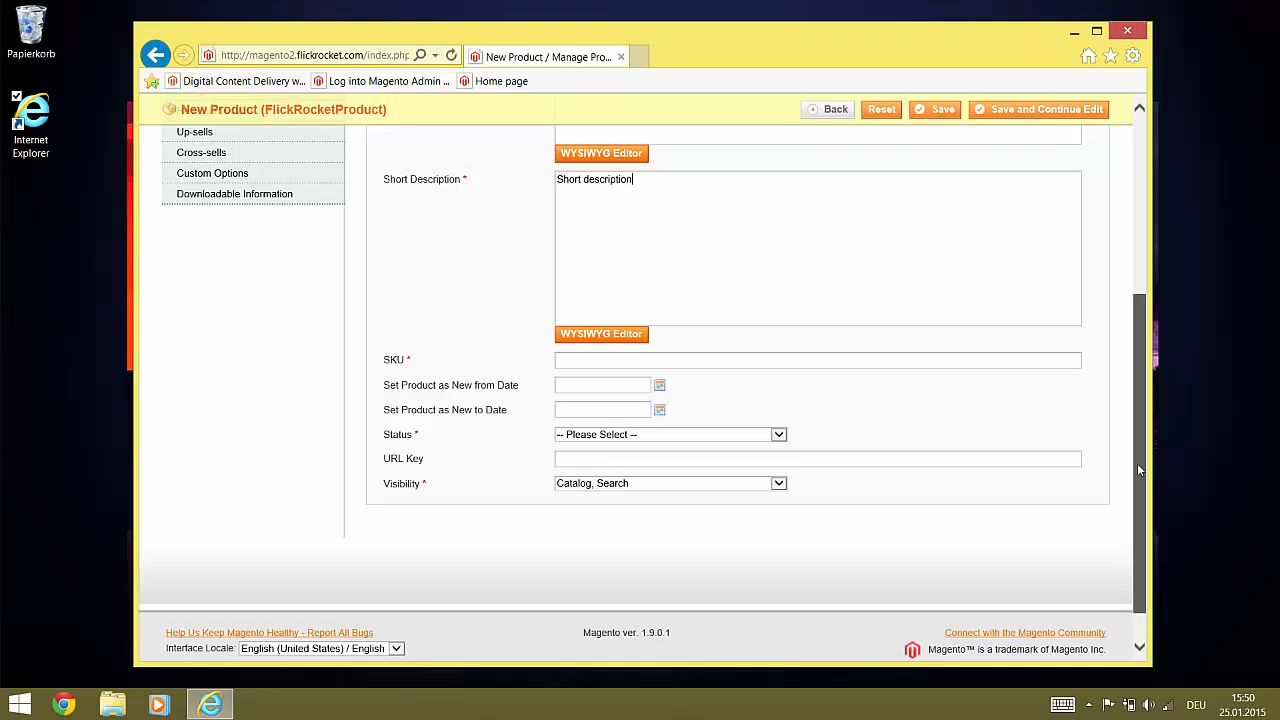 Papierkorb
Internet
Explorer
http://magento2.flickrocket.com/index.php
New Product / Manage Pro...
Digital Content Delivery w...
Log into Magento Admin ...
Home page
New Product (FlickRocketProduct)
Back
Reset
Save
Save and Continue Edit
Up-sells
Cross-sells
Custom Options
Downloadable Information
WYSIWYG Editor
Short Description *
Short description
WYSIWYG Editor
SKU *
Set Product as New from Date
Set Product as New to Date
Status *
-- Please Select --
URL Key
Visibility *
Catalog, Search
Help Us Keep Magento Healthy - Report All Bugs
Magento ver. 1.9.0.1
Connect with the Magento Community
Interface Locale: English (United States) / English
Magento™ is a trademark of Magento Inc.
DEU
15:50
25.01.2015